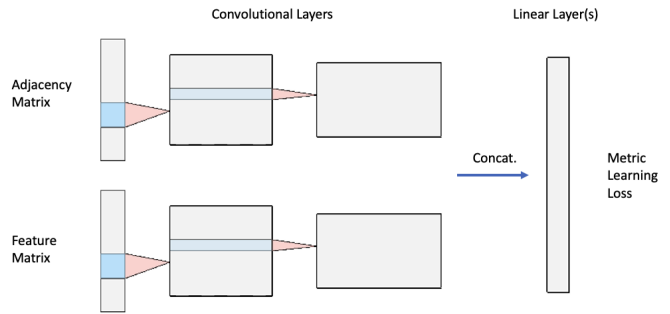 Convolutional Layers
Linear Layer(s)
Adjacency
Matrix
Concat.
Metric
Learning
Loss
Feature
Matrix